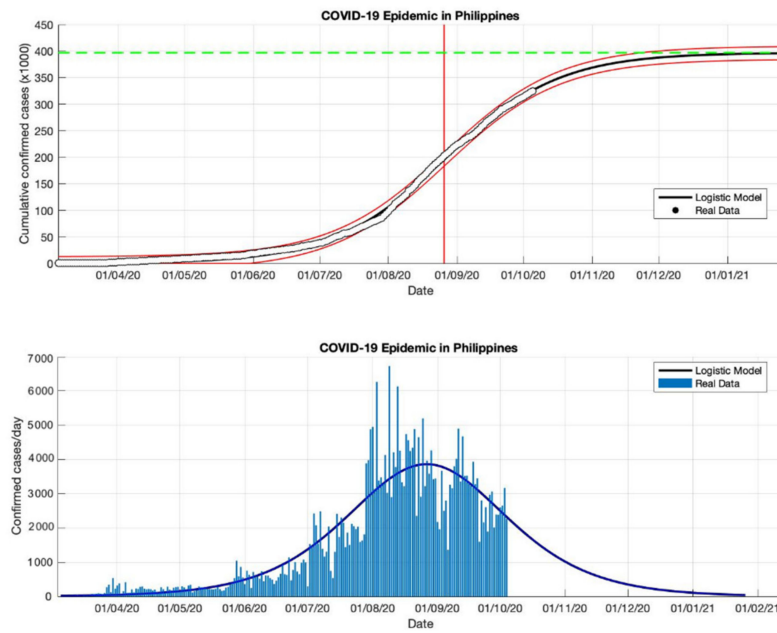 COVID-19 Epidemic in Philippines
450
400
350
300
250
200
150
100
50
0
Cumulative confirmed cases (x1000)
Logistic Model
Real Data
01/04/20 01/05/20 01/06/20 01/07/20 01/08/20 01/09/20 01/10/20 01/11/20 01/12/20 01/01/21
Date
COVID-19 Epidemic in Philippines
7000
6000
5000
4000
3000
2000
1000
0
Confirmed cases/day
Logistic Model
Real Data
01/04/20 01/05/20 01/06/20 01/07/20 01/08/20 01/09/20 01/10/20 01/11/20 01/12/20 01/01/21 01/02/21
Date